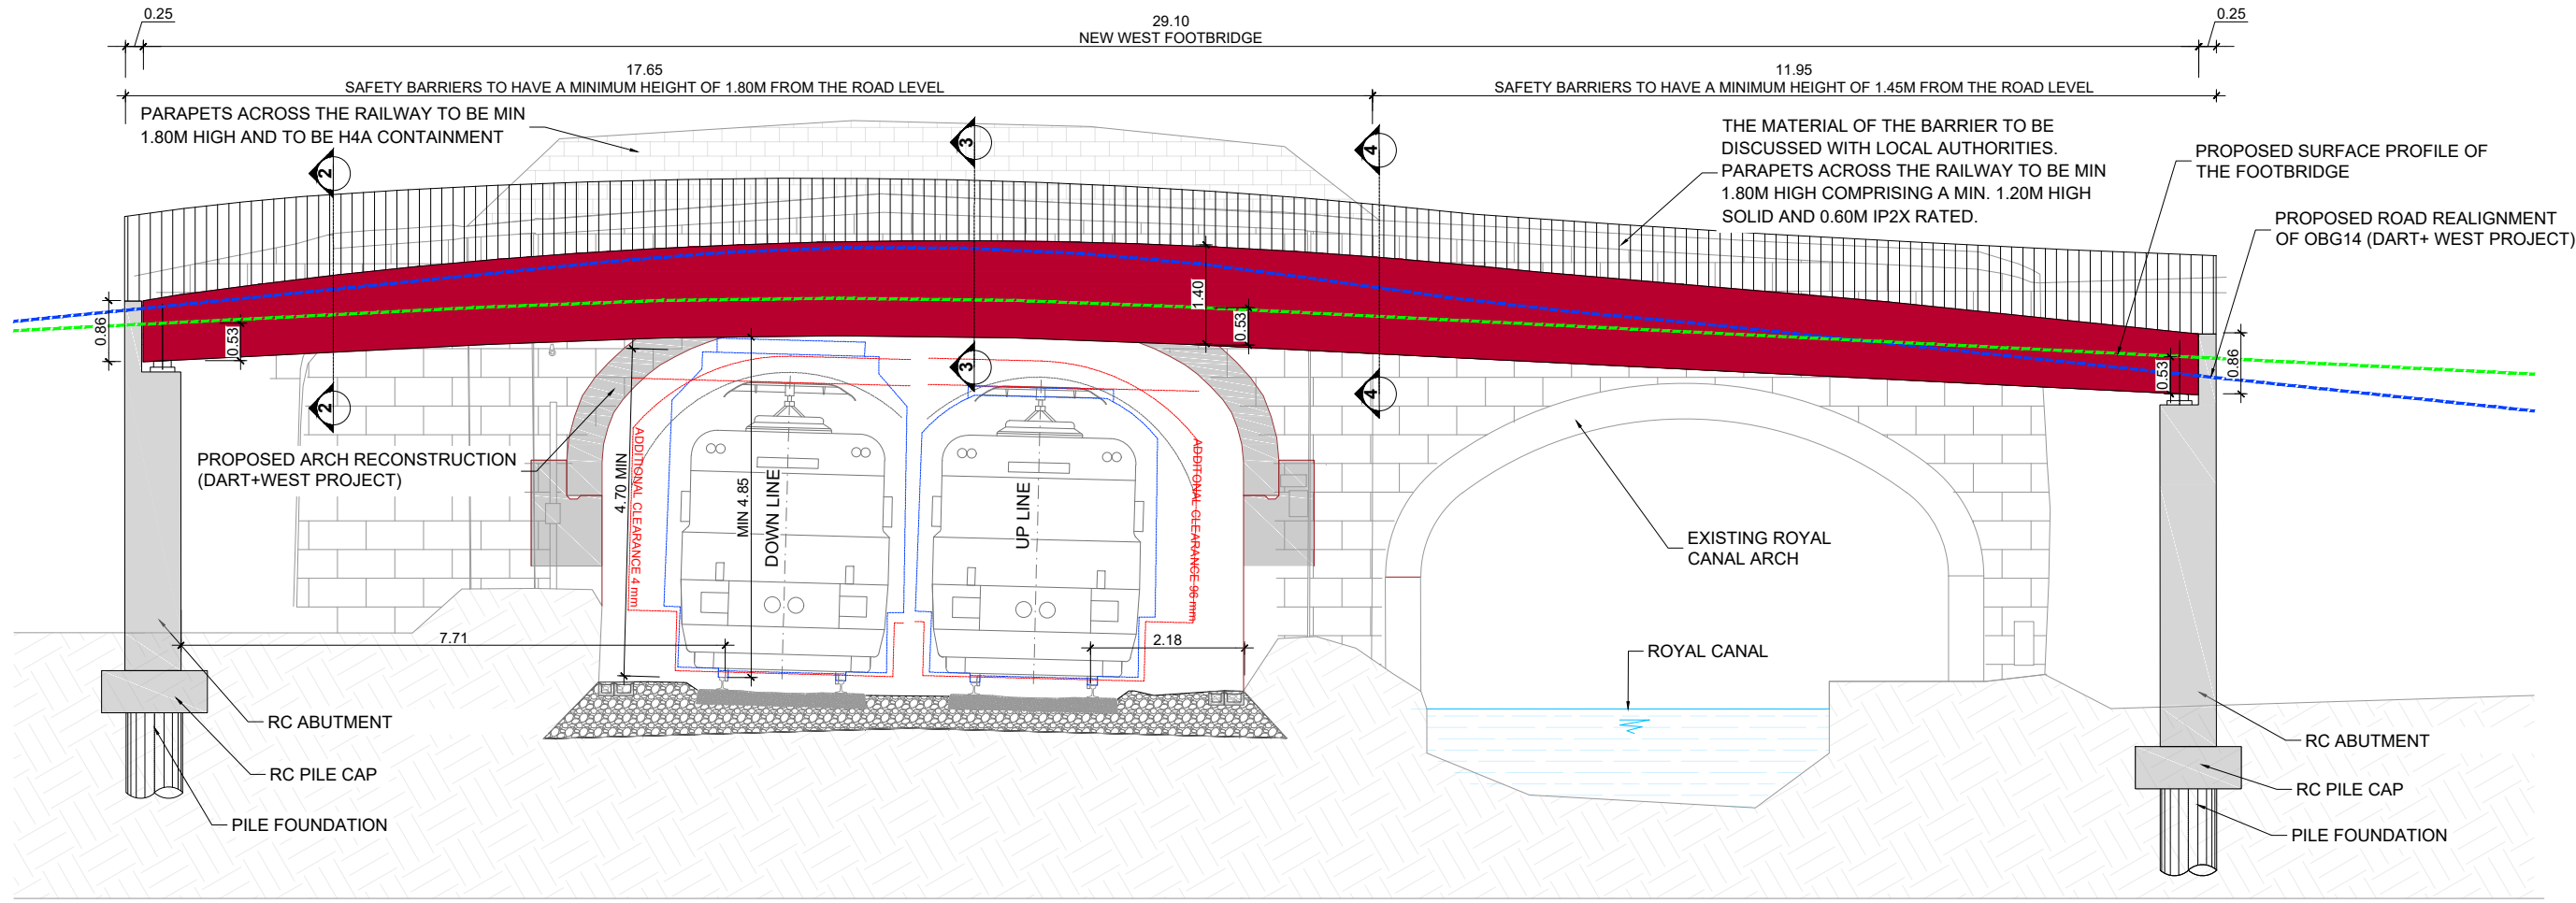 0.25
29.10
NEW WEST FOOTBRIDGE
0.25
17.65
SAFETY BARRIERS TO HAVE A MINIMUM HEIGHT OF 1.80M FROM THE ROAD LEVEL
11.95
SAFETY BARRIERS TO HAVE A MINIMUM HEIGHT OF 1.45M FROM THE ROAD LEVEL
PARAPETS ACROSS THE RAILWAY TO BE MIN
1.80M HIGH AND TO BE H4A CONTAINMENT
THE MATERIAL OF THE BARRIER TO BE
DISCUSSED WITH LOCAL AUTHORITIES.
PARAPETS ACROSS THE RAILWAY TO BE MIN
1.80M HIGH COMPRISING A MIN. 1.20M HIGH
SOLID AND 0.60M IP2X RATED.
PROPOSED SURFACE PROFILE OF
THE FOOTBRIDGE
PROPOSED ROAD REALIGNMENT
OF OBG14 (DART+ WEST PROJECT)
2
3
4
0.86
0.53
1.40
0.53
0.53
0.86
2
3
4
PROPOSED ARCH RECONSTRUCTION
(DART+WEST PROJECT)
4.70 MIN
ADDITIONAL CLEARANCE 4 mm
MIN 4.85
DOWN LINE
UP LINE
ADDITONAL CLEARANCE 96 mm
EXISTING ROYAL
CANAL ARCH
7.71
2.18
ROYAL CANAL
RC ABUTMENT
RC PILE CAP
PILE FOUNDATION
RC ABUTMENT
RC PILE CAP
PILE FOUNDATION